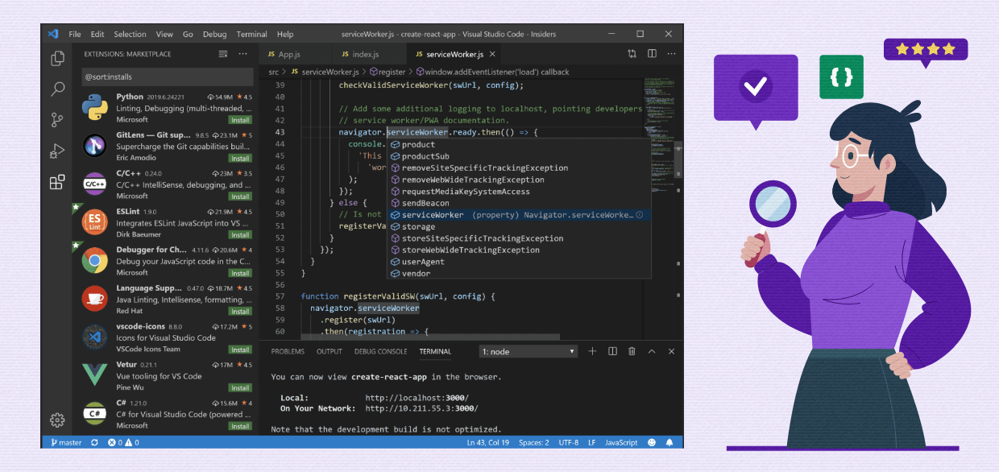 File Edit Selection View Go Debug Terminal Help
serviceWorker.js - create-react-app - Visual Studio Code - Insiders
EXTENSIONS: MARKETPLACE
@sort:installs
Python 2019.6.24221 54.9M ★ 4.5
Linting, Debugging (multi-threaded, ...
Microsoft Install
GitLens — Git sup... 9.8.5 23.1M ★ 5
Supercharge the Git capabilities buil...
Eric Amodio Install
C/C++
C/C++ 0.24.0 23M ★ 3.5
C/C++ IntelliSense, debugging, and ...
Microsoft Install
ES
Lint
ESLint 1.9.0 21.9M ★ 4.5
Integrates ESLint JavaScript into VS ...
Dirk Baeumer Install
Debugger for Ch... 4.11.6 20.6M ★ 4
Debug your JavaScript code in the C...
Microsoft Install
Language Supp... 0.47.0 18.7M ★ 4.5
Java Linting, Intellisense, formatting, ...
Red Hat Install
vscode-icons 8.8.0 17.2M ★ 5
Icons for Visual Studio Code
VSCode Icons Team Install
Vetur 0.21.1 17M ★ 4.5
Vue tooling for VS Code
Pine Wu Install
C#
C# 1.21.0 15.6M ★ 4
C# for Visual Studio Code (powered ...
Microsoft Install
JS App.js JS index.js JS serviceWorker.js ×
src > JS serviceWorker.js > register > window.addEventListener('load') callback
39 checkValidServiceWorker(swUrl, config);
40
41 // Add some additional logging to localhost, pointing developers
42 // service worker/PWA documentation.
43 navigator.serviceWorker.ready.then(() => {
44 console.
45 'This
46 'wor
47 );
48 });
49 } else {
50 // Is not
51 registerVa
52 }
53 });
54 }
55 }
56
57 function registerValidSW(swUrl, config) {
58 navigator.serviceWorker
59 .register(swUrl)
60 .then(registration => {
product
productSub
removeSiteSpecificTrackingException
removeWebWideTrackingException
requestMediaKeySystemAccess
sendBeacon
serviceWorker (property) Navigator.serviceWorke...
storage
storeSiteSpecificTrackingException
storeWebWideTrackingException
userAgent
vendor
PROBLEMS OUTPUT DEBUG CONSOLE TERMINAL 1: node
You can now view create-react-app in the browser.
Local: http://localhost:3000/
On Your Network: http://10.211.55.3:3000/
Note that the development build is not optimized.
master 0 0 Ln 43, Col 19 Spaces: 2 UTF-8 LF JavaScript
{}